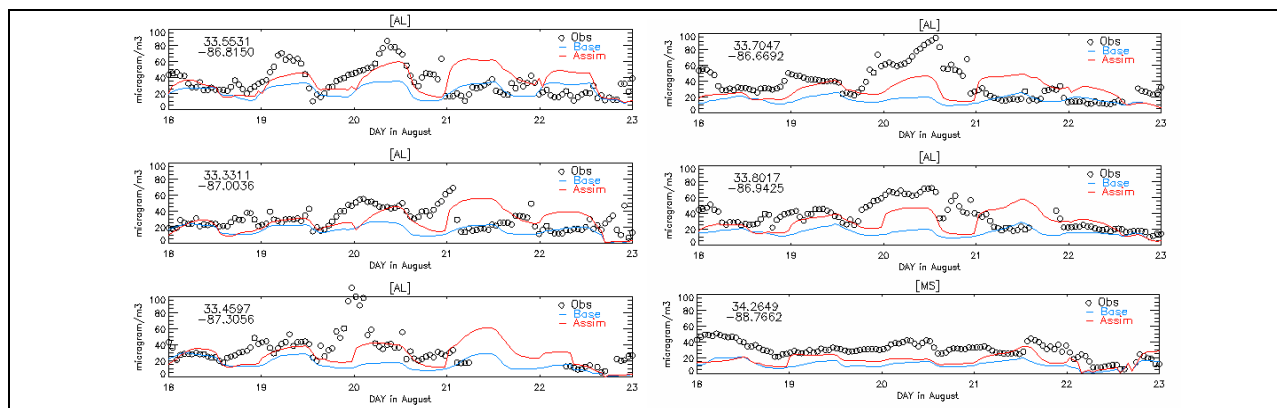 [AL]
microgram/m3
100
80
60
40
20
0
33.5531
-86.8150
Obs
Base
Assim
18 19 20 21 22 23
DAY in August
[AL]
microgram/m3
100
80
60
40
20
0
33.7047
-86.6692
Obs
Base
Assim
18 19 20 21 22 23
DAY in August
[AL]
microgram/m3
100
80
60
40
20
0
33.3311
-87.0036
Obs
Base
Assim
18 19 20 21 22 23
DAY in August
[AL]
microgram/m3
100
80
60
40
20
0
33.8017
-86.9425
Obs
Base
Assim
18 19 20 21 22 23
DAY in August
[AL]
microgram/m3
100
80
60
40
20
0
33.4597
-87.3056
Obs
Base
Assim
18 19 20 21 22 23
DAY in August
[MS]
microgram/m3
100
80
60
40
20
0
34.2649
-88.7662
Obs
Base
Assim
18 19 20 21 22 23
DAY in August